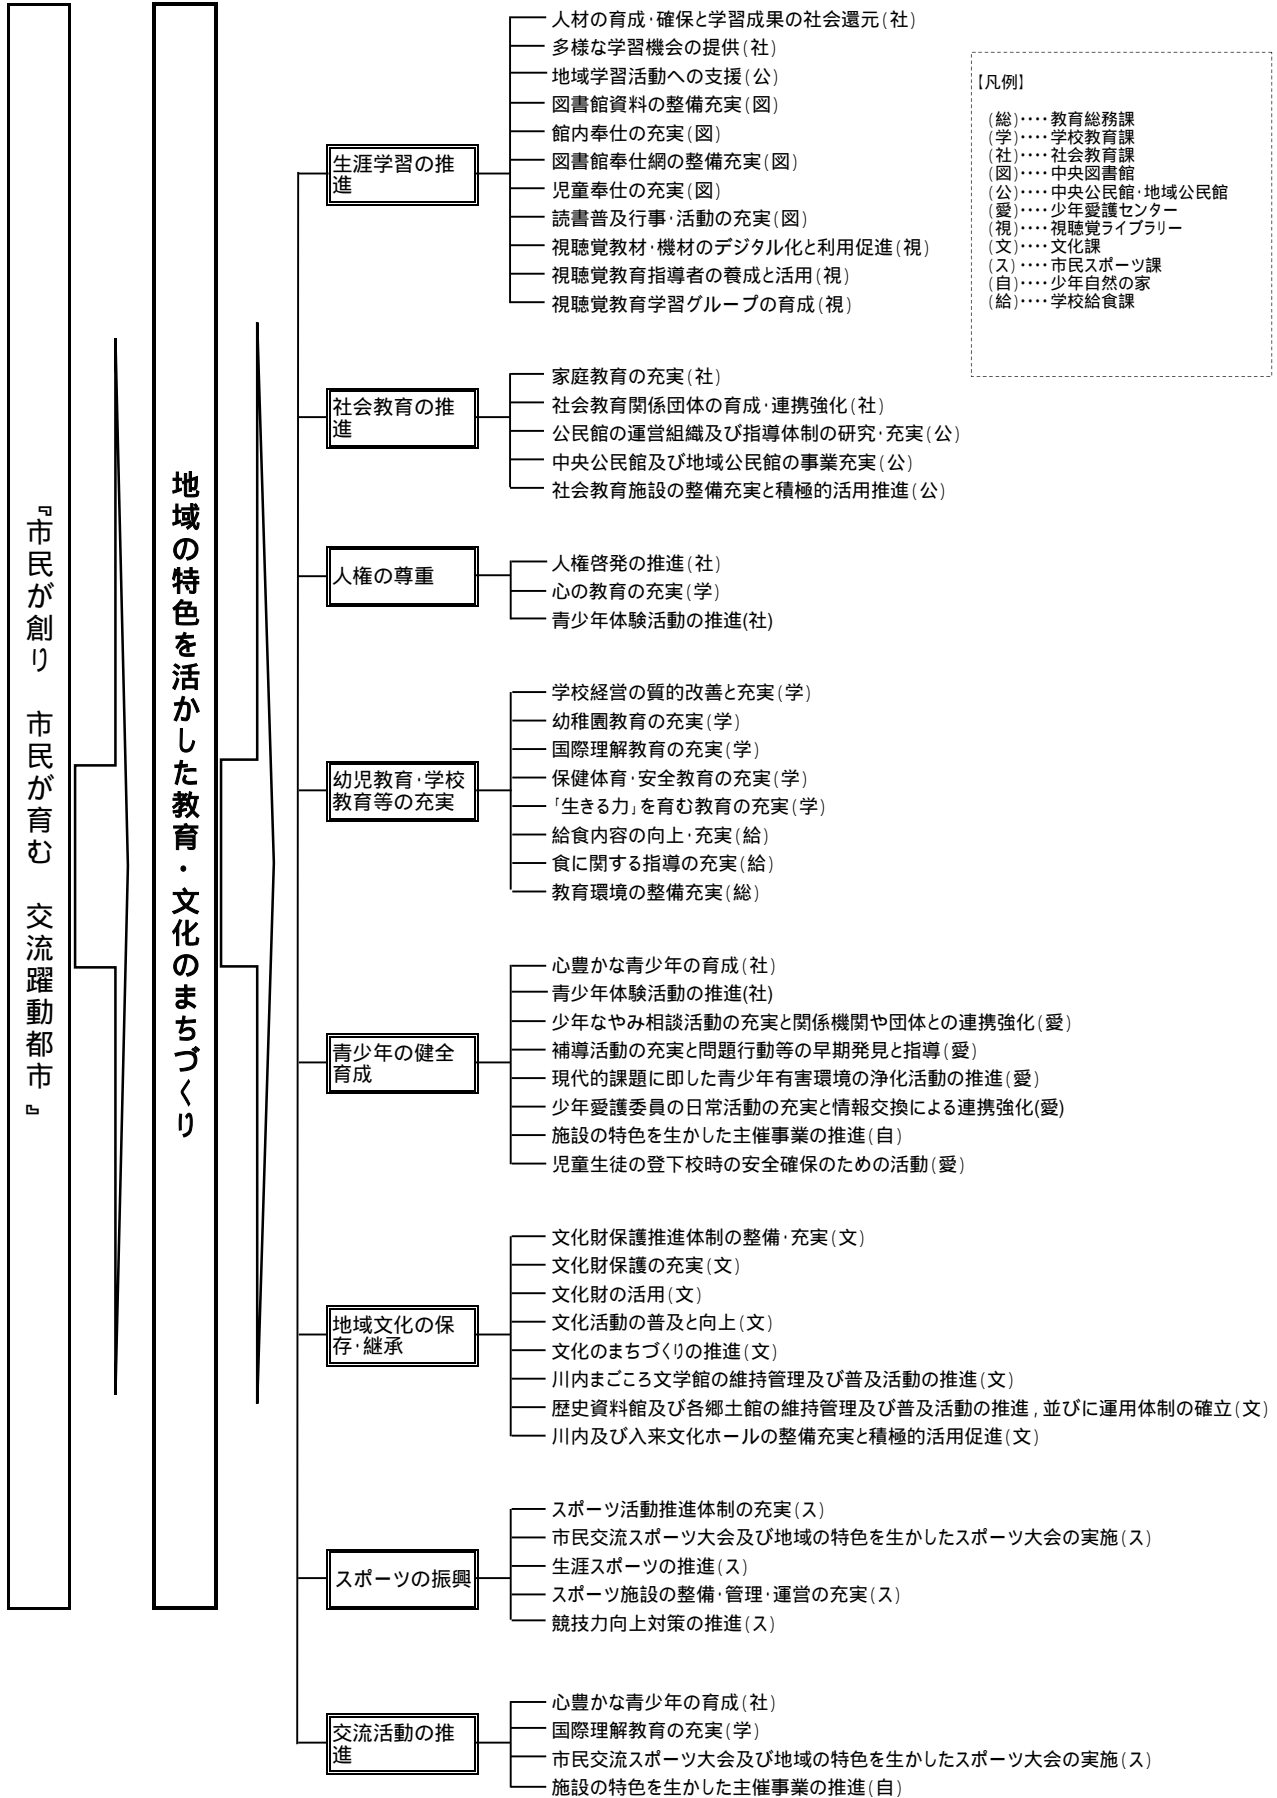 『市民が創り　市民が育む　交流躍動都市』
地域の特色を活かした教育・文化のまちづくり
生涯学習の推
進
人材の育成・確保と学習成果の社会還元(社)
多様な学習機会の提供(社)
地域学習活動への支援(公)
図書館資料の整備充実(図)
館内奉仕の充実(図)
図書館奉仕網の整備充実(図)
児童奉仕の充実(図)
読書普及行事・活動の充実(図)
視聴覚教材・機材のデジタル化と利用促進(視)
視聴覚教育指導者の養成と活用(視)
視聴覚教育学習グループの育成(視)
【凡例】
(総)‥‥教育総務課
(学)‥‥学校教育課
(社)‥‥社会教育課
(図)‥‥中央図書館
(公)‥‥中央公民館・地域公民館
(愛)‥‥少年愛護センター
(視)‥‥視聴覚ライブラリー
(文)‥‥文化課
(ス)‥‥市民スポーツ課
(自)‥‥少年自然の家
(給)‥‥学校給食課
社会教育の推
進
家庭教育の充実(社)
社会教育関係団体の育成・連携強化(社)
公民館の運営組織及び指導体制の研究・充実(公)
中央公民館及び地域公民館の事業充実(公)
社会教育施設の整備充実と積極的活用推進(公)
人権の尊重
人権啓発の推進(社)
心の教育の充実(学)
青少年体験活動の推進(社)
幼児教育・学校
教育等の充実
学校経営の質的改善と充実(学)
幼稚園教育の充実(学)
国際理解教育の充実(学)
保健体育・安全教育の充実(学)
「生きる力」を育む教育の充実(学)
給食内容の向上・充実(給)
食に関する指導の充実(給)
教育環境の整備充実(総)
青少年の健全
育成
心豊かな青少年の育成(社)
青少年体験活動の推進(社)
少年なやみ相談活動の充実と関係機関や団体との連携強化(愛)
補導活動の充実と問題行動等の早期発見と指導(愛)
現代的課題に即した青少年有害環境の浄化活動の推進(愛)
少年愛護委員の日常活動の充実と情報交換による連携強化(愛)
施設の特色を生かした主催事業の推進(自)
児童生徒の登下校時の安全確保のための活動(愛)
地域文化の保
存・継承
文化財保護推進体制の整備・充実(文)
文化財保護の充実(文)
文化財の活用(文)
文化活動の普及と向上(文)
文化のまちづくりの推進(文)
川内まごころ文学館の維持管理及び普及活動の推進(文)
歴史資料館及び各郷土館の維持管理及び普及活動の推進,並びに運用体制の確立(文)
川内及び入来文化ホールの整備充実と積極的活用促進(文)
スポーツの振興
スポーツ活動推進体制の充実(ス)
市民交流スポーツ大会及び地域の特色を生かしたスポーツ大会の実施(ス)
生涯スポーツの推進(ス)
スポーツ施設の整備・管理・運営の充実(ス)
競技力向上対策の推進(ス)
交流活動の推
進
心豊かな青少年の育成(社)
国際理解教育の充実(学)
市民交流スポーツ大会及び地域の特色を生かしたスポーツ大会の実施(ス)
施設の特色を生かした主催事業の推進(自)